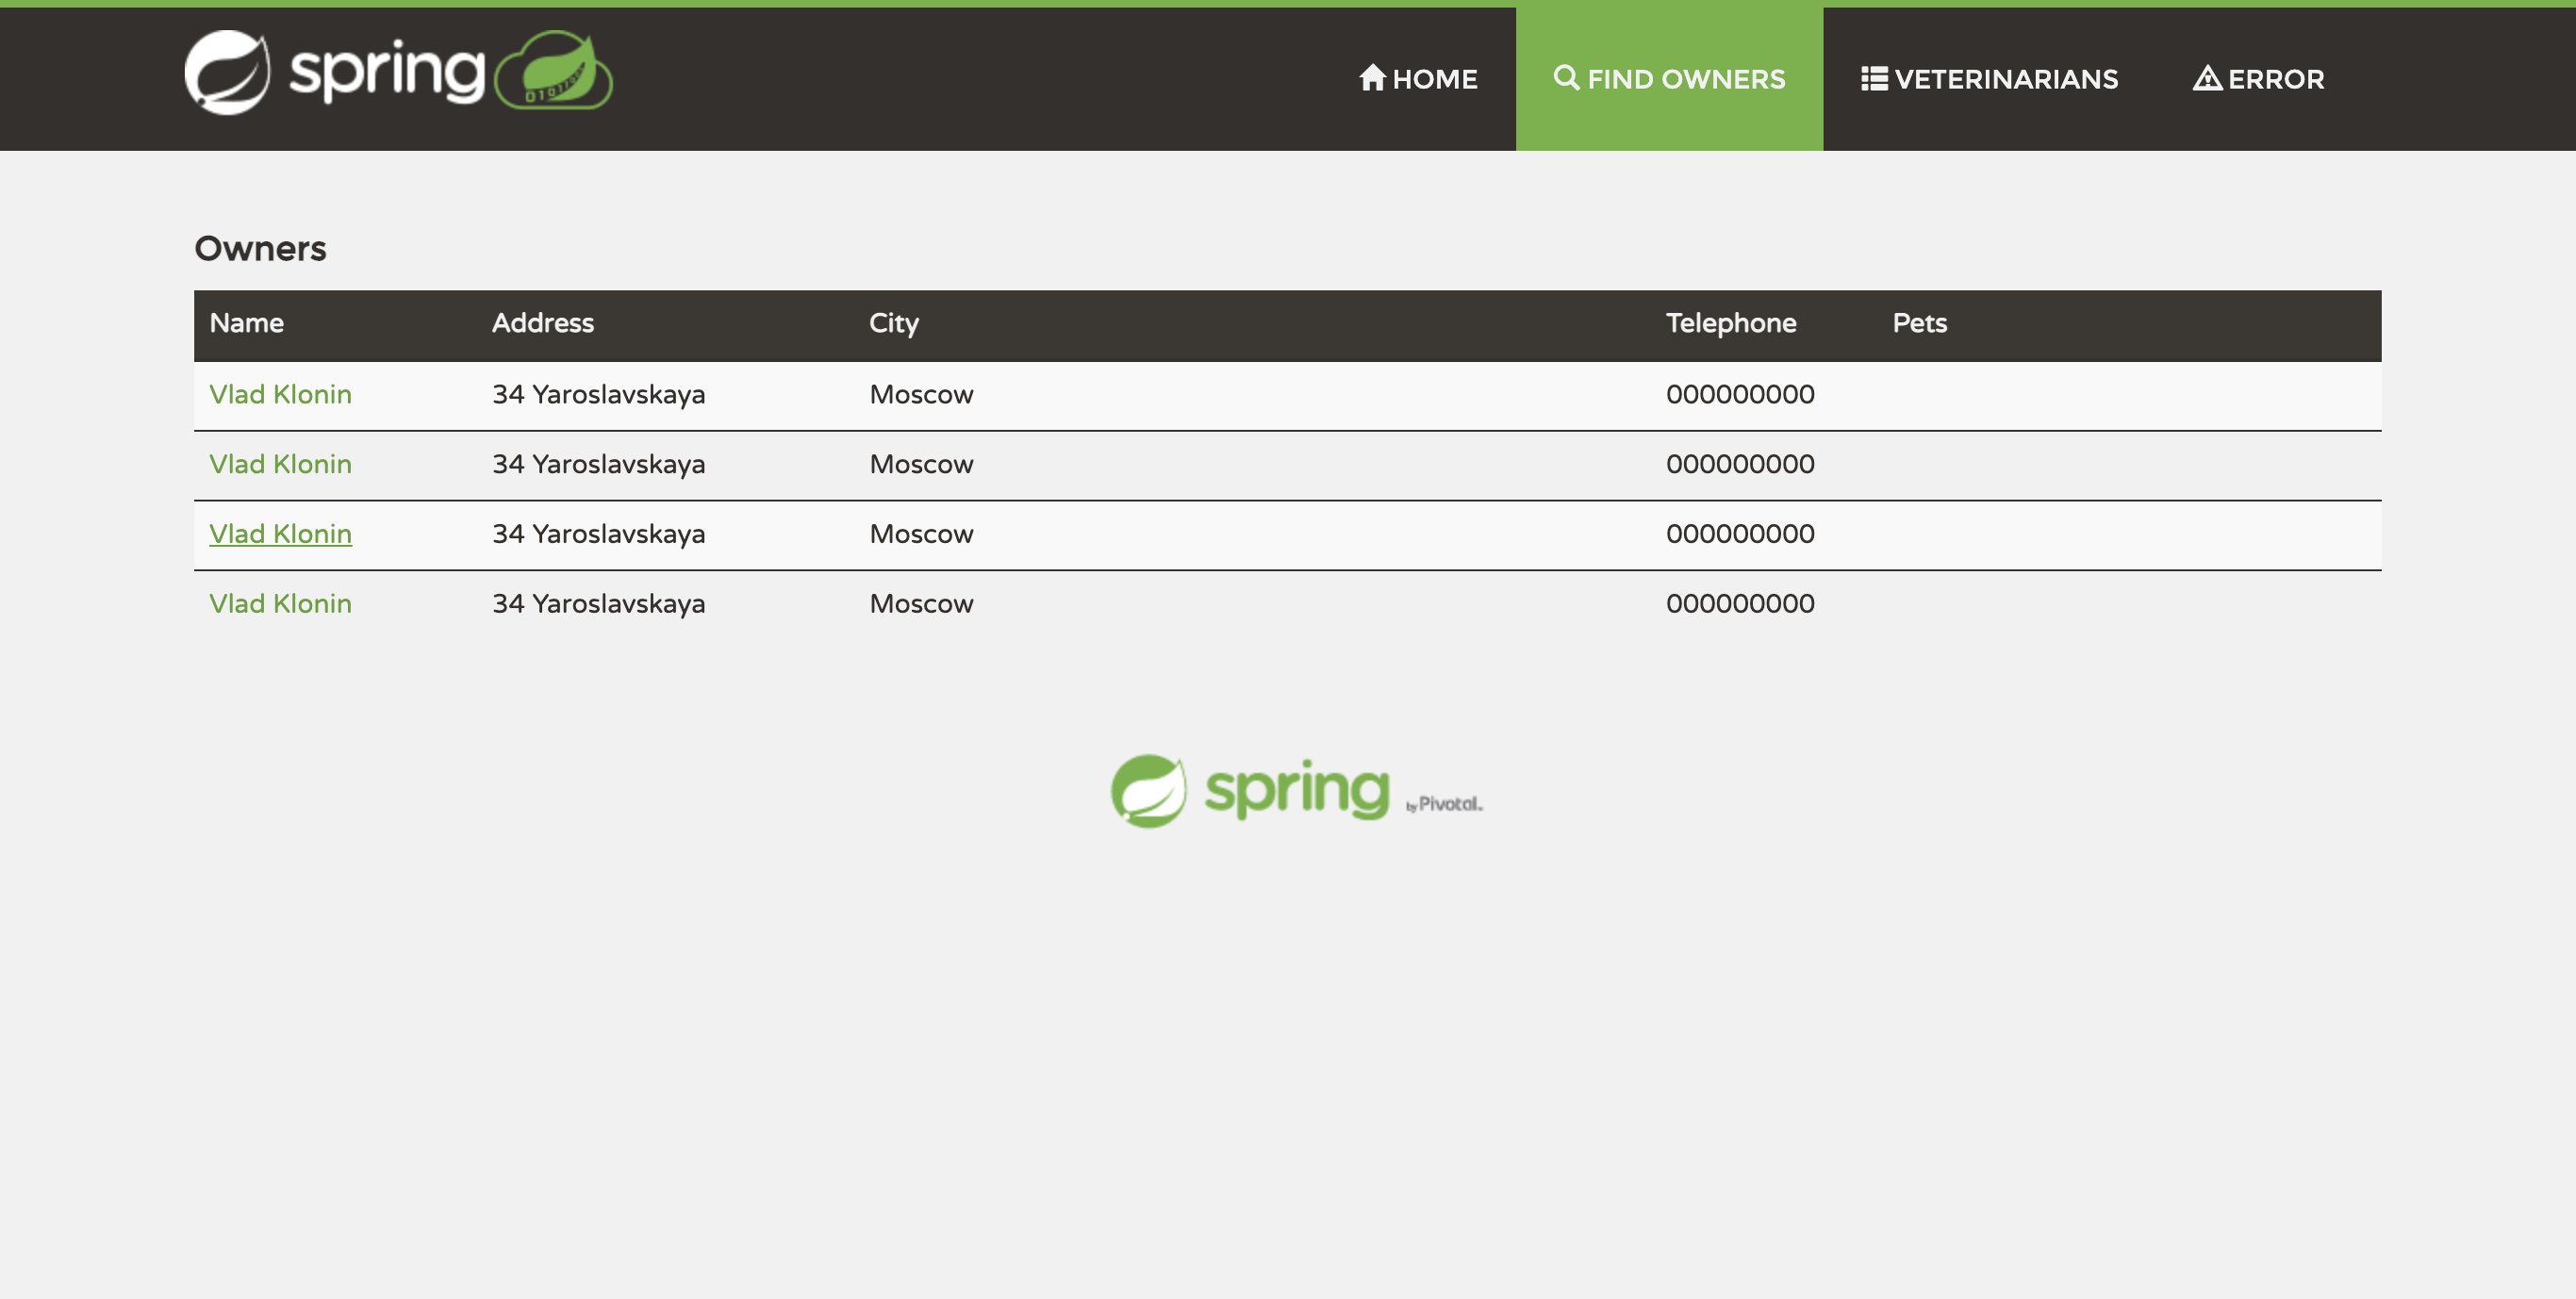 spring
HOME FIND OWNERS VETERINARIANS ERROR
Owners
Name Address City Telephone Pets
Vlad Klonin 34 Yaroslavskaya Moscow 000000000
Vlad Klonin 34 Yaroslavskaya Moscow 000000000
Vlad Klonin 34 Yaroslavskaya Moscow 000000000
Vlad Klonin 34 Yaroslavskaya Moscow 000000000
spring by Pivotal